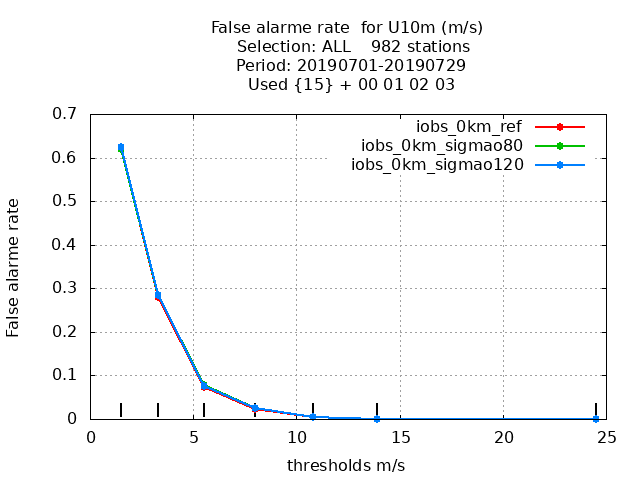 False alarme rate  for U10m (m/s)
Selection: ALL    982 stations
Period: 20190701-20190729
Used {15} + 00 01 02 03
iobs_0km_ref
iobs_0km_sigmao80
iobs_0km_sigmao120
False alarme rate
0.7
0.6
0.5
0.4
0.3
0.2
0.1
0
0 5 10 15 20 25
thresholds m/s